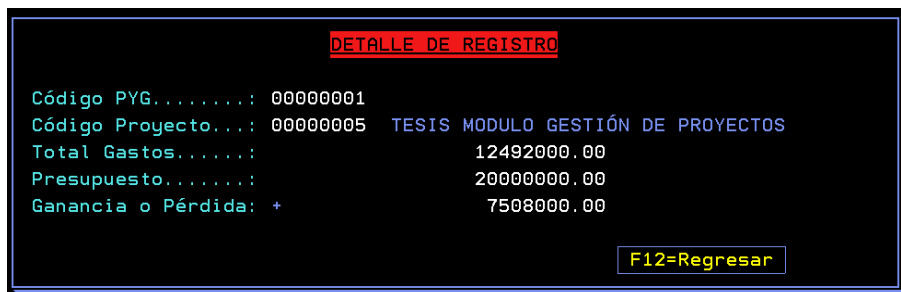 DETALLE DE REGISTRO
Código PYG........: 00000001
Código Proyecto...: 00000005 TESIS MODULO GESTIÓN DE PROYECTOS
Total Gastos......: 12492000.00
Presupuesto.......: 20000000.00
Ganancia o Pérdida: + 7508000.00
F12=Regresar